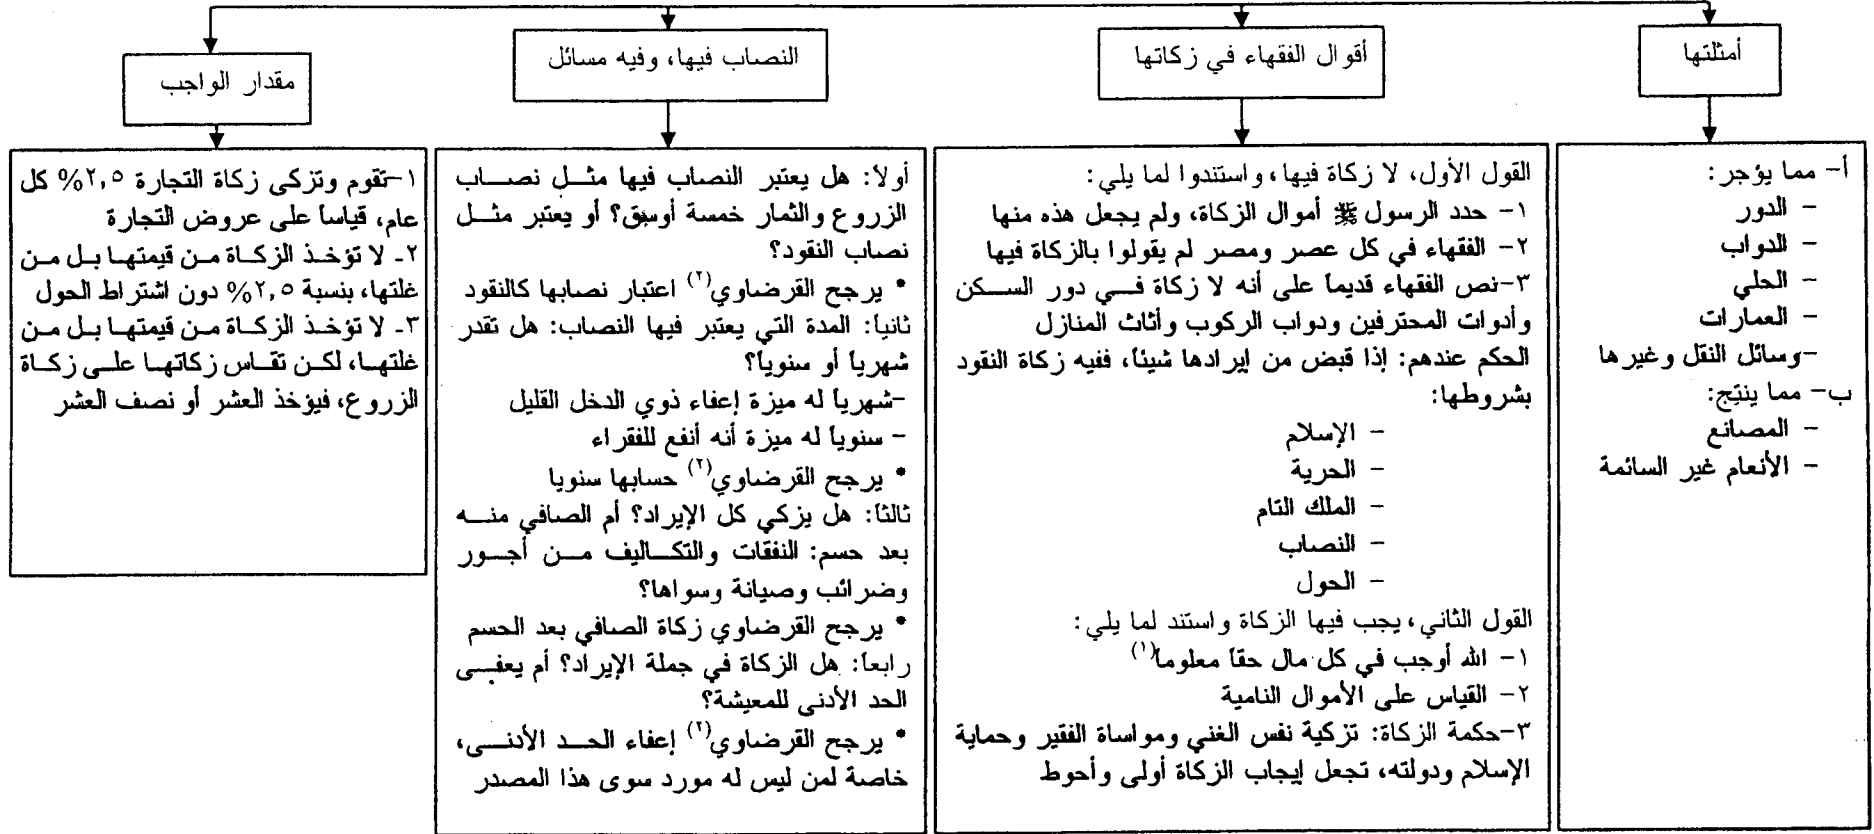 أمثلتها
أ- مما يؤجر:
- الدور
- الدواب
- الحلي
- العمارات
-وسائل النقل وغيرها
ب- مما ينتج:
- المصانع
- الأنعام غير السائمة
أقوال الفقهاء في زكاتها
القول الأول، لا زكاة فيها، واستندوا لما يلي:
١- حدد الرسول ﷺ أموال الزكاة، ولم يجعل هذه منها
٢- الفقهاء في كل عصر ومصر لم يقولوا بالزكاة فيها
٣-نص الفقهاء قديماً على أنه لا زكاة في دور السكن
وأدوات المحترفين ودواب الركوب وأثاث المنازل
الحكم عندهم: إذا قبض من إيرادها شيئاً، ففيه زكاة النقود
بشروطها:
- الإسلام
- الحرية
- الملك التام
- النصاب
- الحول
القول الثاني، يجب فيها الزكاة واستند لما يلي:
١- الله أوجب في كل مال حقاً معلوماً(١)
٢- القياس على الأموال النامية
٣-حكمة الزكاة: تزكية نفس الغني ومواساة الفقير وحماية
الإسلام ودولته، تجعل إيجاب الزكاة أولى وأحوط
النصاب فيها، وفيه مسائل
أولاً: هل يعتبر النصاب فيها مثل نصاب
الزروع والثمار خمسة أوسق؟ أو يعتبر مثل
نصاب النقود؟
* يرجح القرضاوي(٢) اعتبار نصابها كالنقود
ثانياً: المدة التي يعتبر فيها النصاب: هل تقدر
شهرياً أو سنوياً؟
-شهرياً له ميزة إعفاء ذوي الدخل القليل
- سنوياً له ميزة أنه أنفع للفقراء
* يرجح القرضاوي(٢) حسابها سنويا
ثالثاً: هل يزكي كل الإيراد؟ أم الصافي منه
بعد حسم: النفقات والتكاليف من أجور
وضرائب وصيانة وسواها؟
* يرجح القرضاوي زكاة الصافي بعد الحسم
رابعاً: هل الزكاة في جملة الإيراد؟ أم يعفى
الحد الأدنى للمعيشة؟
* يرجح القرضاوي(٢) إعفاء الحد الأدنى،
خاصة لمن ليس له مورد سوى هذا المصدر
مقدار الواجب
١-تقوم وتزكى زكاة التجارة ٢,٥% كل
عام، قياساً على عروض التجارة
٢- لا تؤخذ الزكاة من قيمتها بل من
غلتها، بنسبة ٢,٥% دون اشتراط الحول
٣- لا تؤخذ الزكاة من قيمتها بل من
غلتها، لكن تقاس زكاتها على زكاة
الزروع، فيؤخذ العشر أو نصف العشر